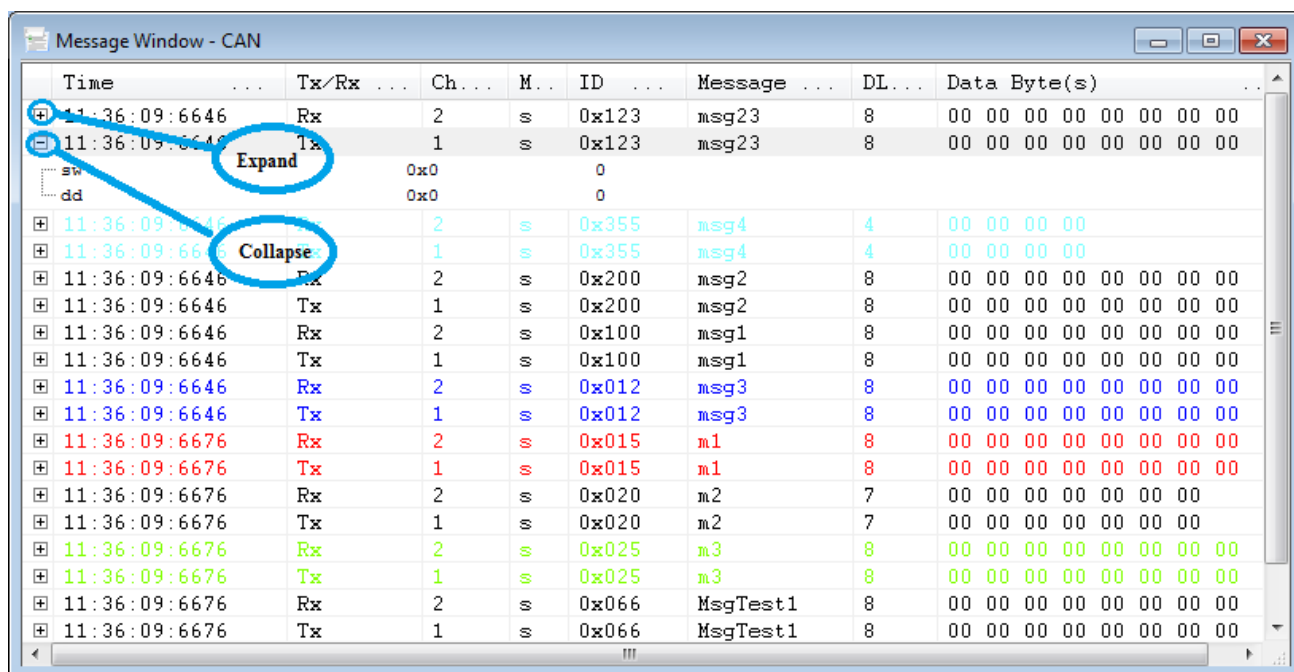 Message Window - CAN
Time ... Tx/Rx ... Ch... M.. ID ... Message ... DL... Data Byte(s) ..
11:36:09:6646 Rx 2 s 0x123 msg23 8 00 00 00 00 00 00 00 00
11:36:09:6646 Tx 1 s 0x123 msg23 8 00 00 00 00 00 00 00 00
Expand
sw 0x0 0
dd 0x0 0
11:36:09:6646 Rx 2 s 0x355 msg4 4 00 00 00 00
11:36:09:6646 Tx 1 s 0x355 msg4 4 00 00 00 00
Collapse
11:36:09:6646 Rx 2 s 0x200 msg2 8 00 00 00 00 00 00 00 00
11:36:09:6646 Tx 1 s 0x200 msg2 8 00 00 00 00 00 00 00 00
11:36:09:6646 Rx 2 s 0x100 msg1 8 00 00 00 00 00 00 00 00
11:36:09:6646 Tx 1 s 0x100 msg1 8 00 00 00 00 00 00 00 00
11:36:09:6646 Rx 2 s 0x012 msg3 8 00 00 00 00 00 00 00 00
11:36:09:6646 Tx 1 s 0x012 msg3 8 00 00 00 00 00 00 00 00
11:36:09:6676 Rx 2 s 0x015 m1 8 00 00 00 00 00 00 00 00
11:36:09:6676 Tx 1 s 0x015 m1 8 00 00 00 00 00 00 00 00
11:36:09:6676 Rx 2 s 0x020 m2 7 00 00 00 00 00 00 00
11:36:09:6676 Tx 1 s 0x020 m2 7 00 00 00 00 00 00 00
11:36:09:6676 Rx 2 s 0x025 m3 8 00 00 00 00 00 00 00 00
11:36:09:6676 Tx 1 s 0x025 m3 8 00 00 00 00 00 00 00 00
11:36:09:6676 Rx 2 s 0x066 MsgTest1 8 00 00 00 00 00 00 00 00
11:36:09:6676 Tx 1 s 0x066 MsgTest1 8 00 00 00 00 00 00 00 00